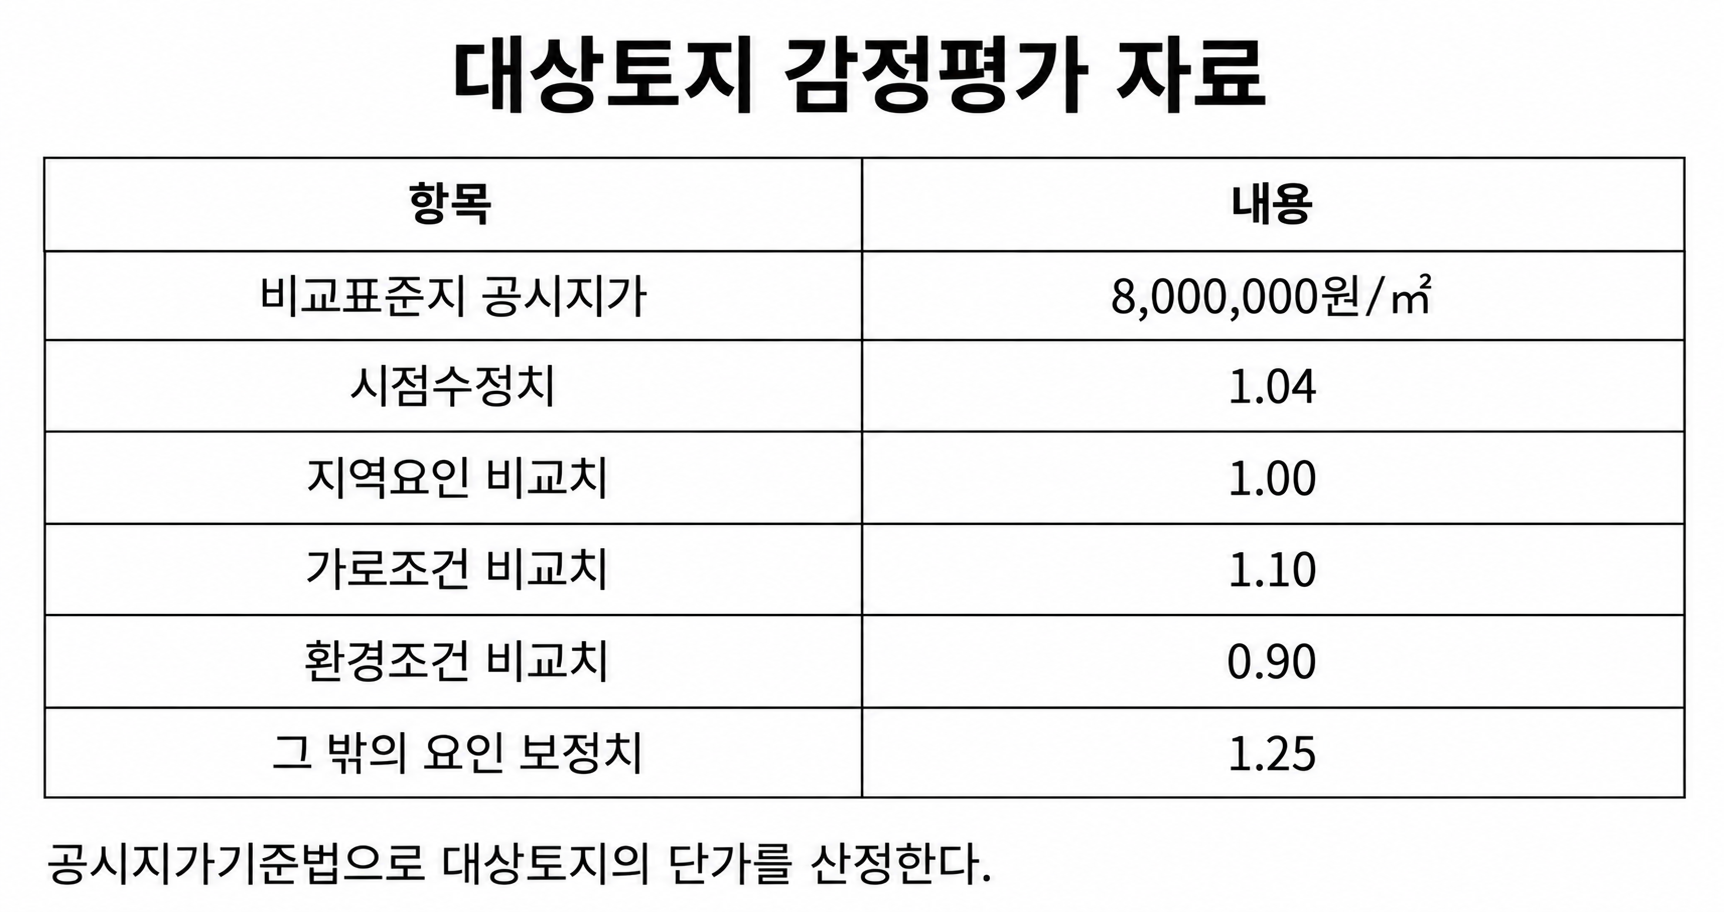 대상토지 감정평가 자료
항목 내용
비교표준지 공시지가 8,000,000원/㎡
시점수정치 1.04
지역요인 비교치 1.00
가로조건 비교치 1.10
환경조건 비교치 0.90
그 밖의 요인 보정치 1.25
공시지가기준법으로 대상토지의 단가를 산정한다.